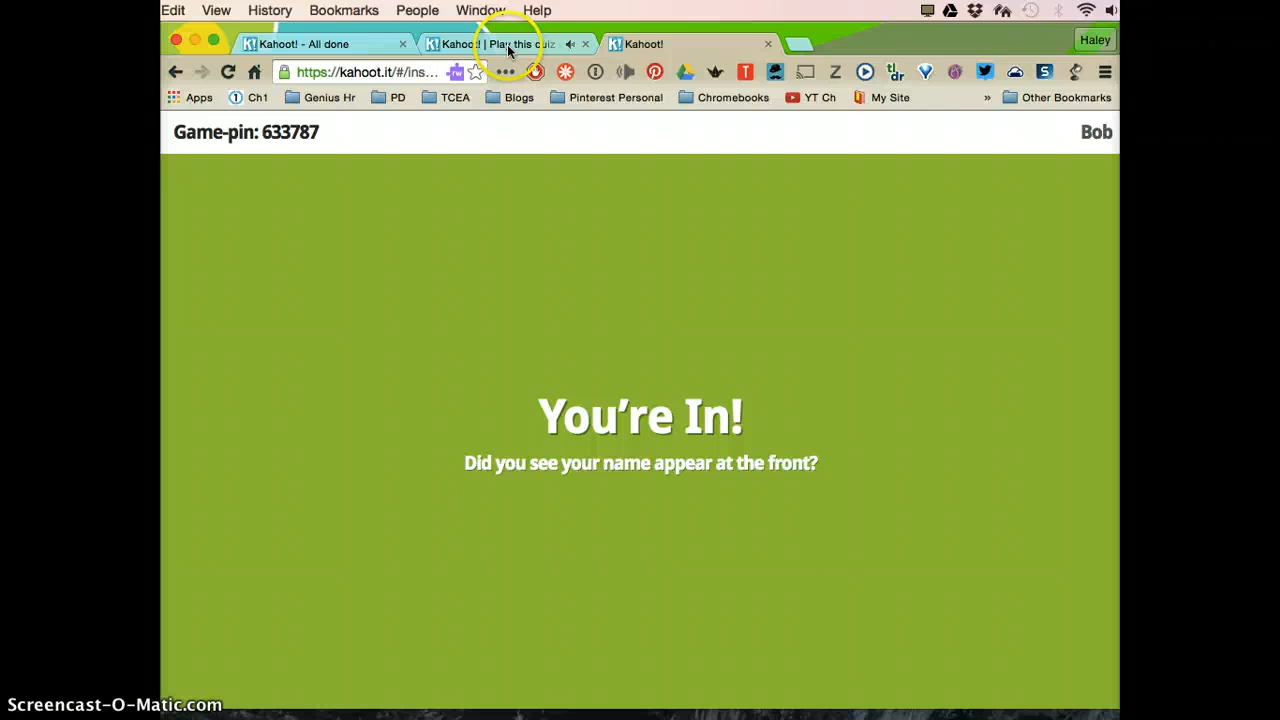 Edit View History Bookmarks People Window Help
Kahoot! - All done Kahoot! | Play this quiz Kahoot! Haley
https://kahoot.it/#/ins...
Apps Ch1 Genius Hr PD TCEA Blogs Pinterest Personal Chromebooks YT Ch My Site » Other Bookmarks
Game-pin: 633787 Bob
You're In!
Did you see your name appear at the front?
Screencast-O-Matic.com